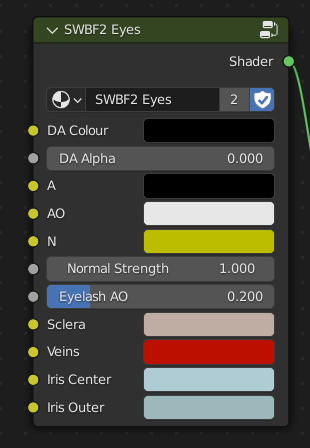 SWBF2 Eyes
Shader
SWBF2 Eyes 2
DA Colour
DA Alpha 0.000
A
AO
N
Normal Strength 1.000
Eyelash AO 0.200
Sclera
Veins
Iris Center
Iris Outer